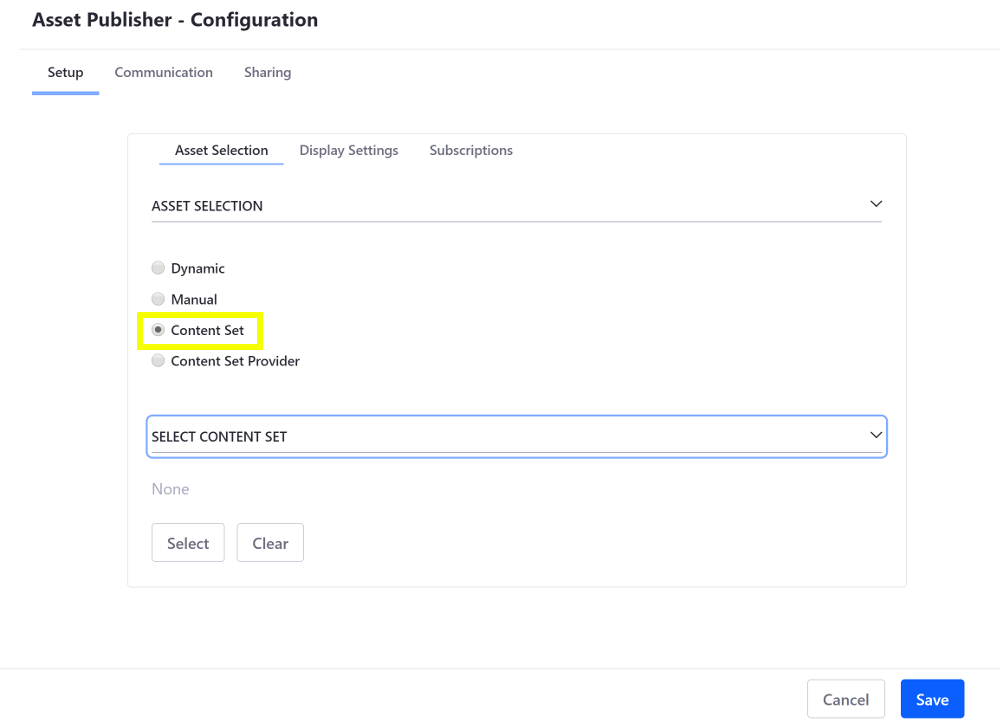 Asset Publisher - Configuration
Setup Communication Sharing
Asset Selection Display Settings Subscriptions
ASSET SELECTION
Dynamic
Manual
Content Set
Content Set Provider
SELECT CONTENT SET
None
Select Clear
Cancel Save